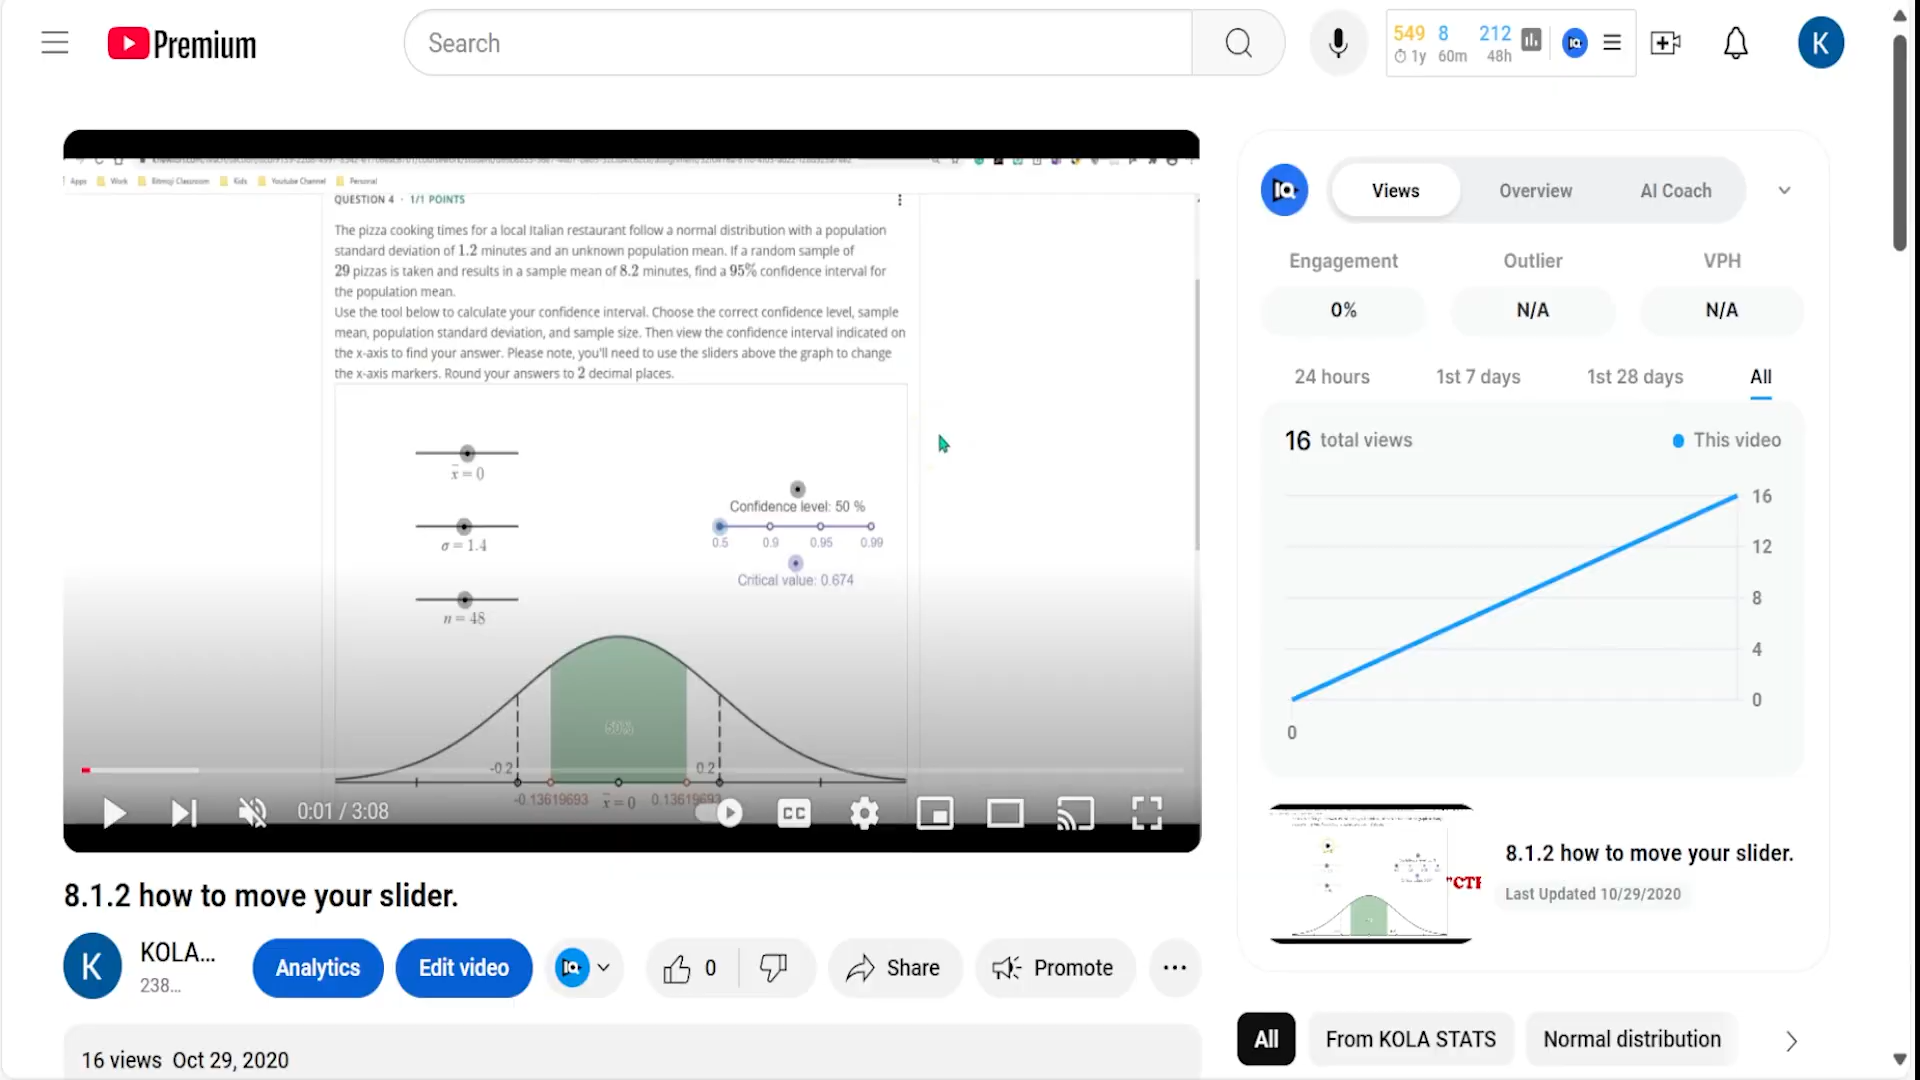 Premium
Search
549 8 212
1y 60m 48h
K
Apps Work Bitmoji Classroom Kids Youtube Channel Personal
QUESTION 4 · 1/1 POINTS
The pizza cooking times for a local Italian restaurant follow a normal distribution with a population
standard deviation of 1.2 minutes and an unknown population mean. If a random sample of
29 pizzas is taken and results in a sample mean of 8.2 minutes, find a 95% confidence interval for
the population mean.
Use the tool below to calculate your confidence interval. Choose the correct confidence level, sample
mean, population standard deviation, and sample size. Then view the confidence interval indicated on
the x-axis to find your answer. Please note, you'll need to use the sliders above the graph to change
the x-axis markers. Round your answers to 2 decimal places.
x̄ = 0
σ = 1.4
n = 48
Confidence level: 50 %
0.5 0.9 0.95 0.99
Critical value: 0.674
50%
-0.2 0.2
-0.13619693 x̄ = 0 0.13619693
0:01 / 3:08
CC
8.1.2 how to move your slider.
K
KOLA...
238...
Analytics
Edit video
0
Share
Promote
16 views Oct 29, 2020
Views Overview AI Coach
Engagement Outlier VPH
0% N/A N/A
24 hours 1st 7 days 1st 28 days All
16 total views This video
16
12
8
4
0
0
"CTR
8.1.2 how to move your slider.
Last Updated 10/29/2020
All From KOLA STATS Normal distribution